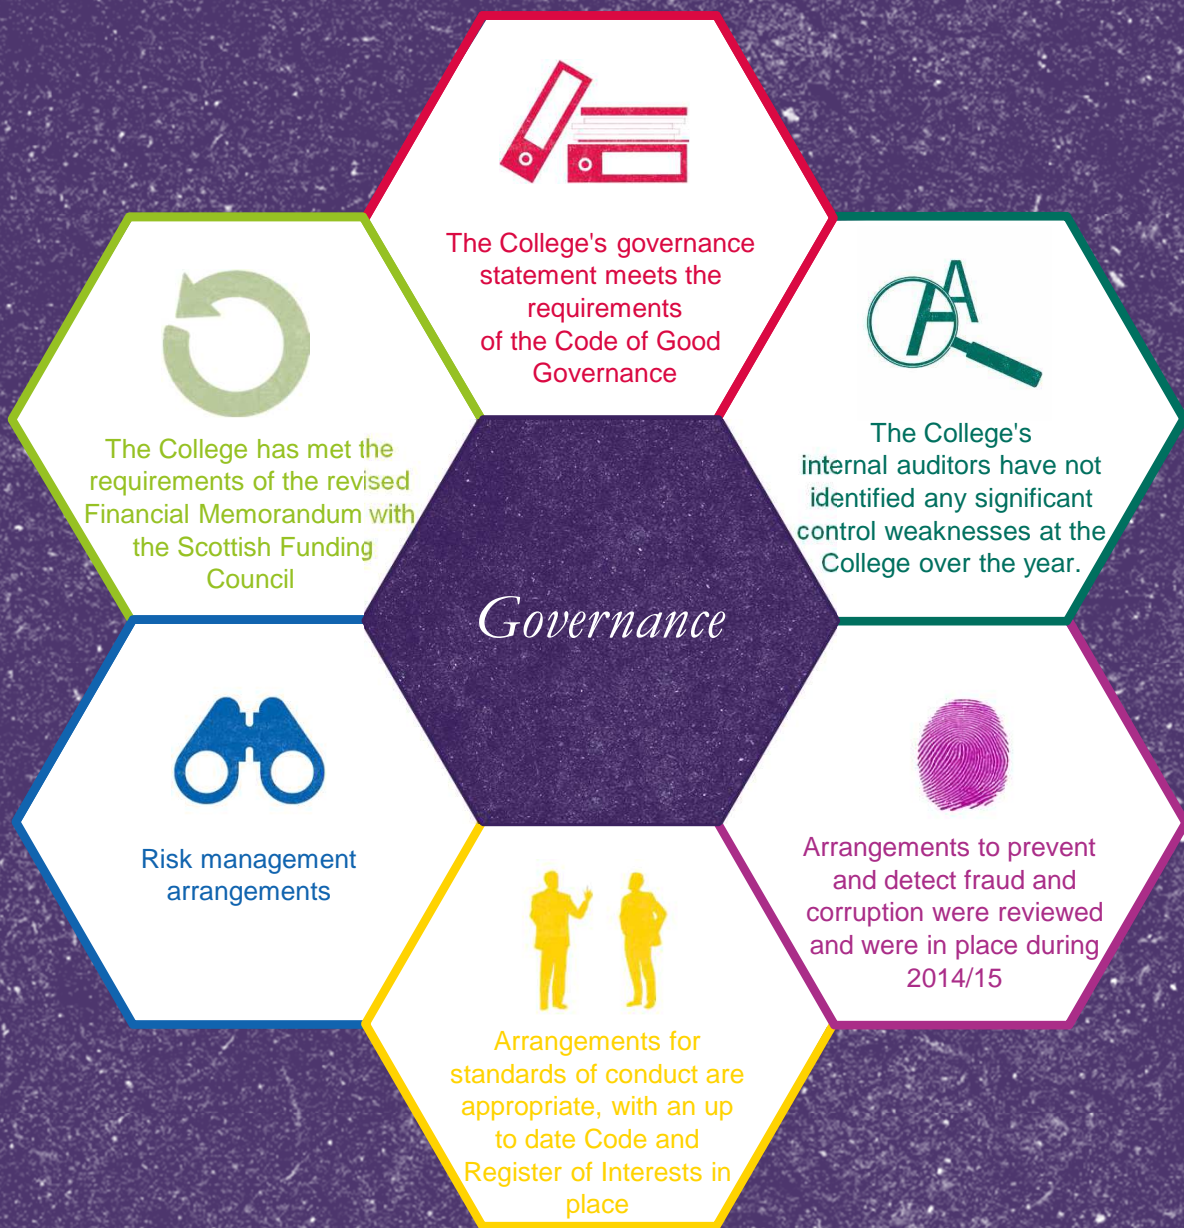 The College's governance
statement meets the
requirements
of the Code of Good
Governance
The College has met the
requirements of the revised
Financial Memorandum with
the Scottish Funding
Council
The College's
internal auditors have not
identified any significant
control weaknesses at the
College over the year.
Governance
Risk management
arrangements
Arrangements to prevent
and detect fraud and
corruption were reviewed
and were in place during
2014/15
Arrangements for
standards of conduct are
appropriate, with an up
to date Code and
Register of Interests in
place